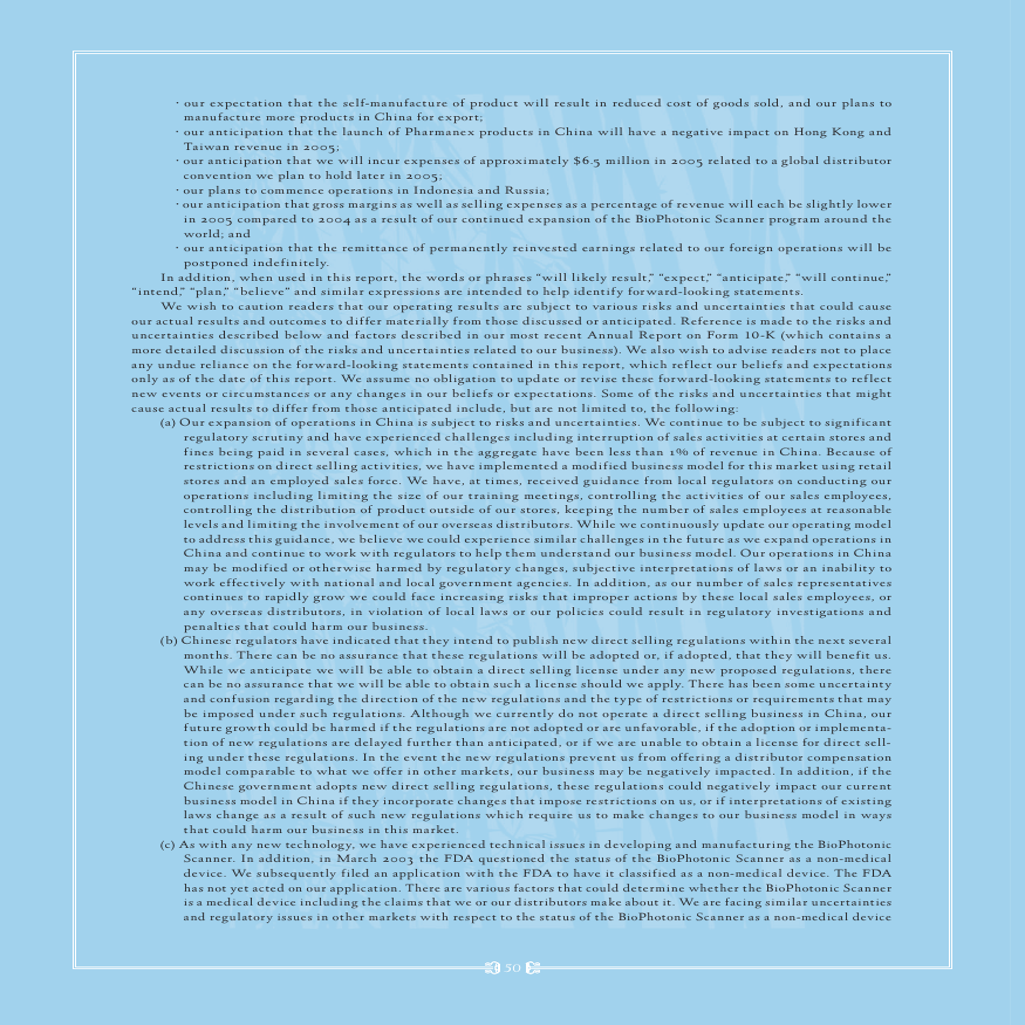 · our expectation that the self-manufacture of product will result in reduced cost of goods sold, and our plans to
manufacture more products in China for export;
· our anticipation that the launch of Pharmanex products in China will have a negative impact on Hong Kong and
Taiwan revenue in 2005;
· our anticipation that we will incur expenses of approximately $6.5 million in 2005 related to a global distributor
convention we plan to hold later in 2005;
· our plans to commence operations in Indonesia and Russia;
· our anticipation that gross margins as well as selling expenses as a percentage of revenue will each be slightly lower
in 2005 compared to 2004 as a result of our continued expansion of the BioPhotonic Scanner program around the
world; and
· our anticipation that the remittance of permanently reinvested earnings related to our foreign operations will be
postponed indefinitely.
In addition, when used in this report, the words or phrases “will likely result,” “expect,” “anticipate,” “will continue,”
“intend,” “plan,” “believe” and similar expressions are intended to help identify forward-looking statements.
We wish to caution readers that our operating results are subject to various risks and uncertainties that could cause
our actual results and outcomes to differ materially from those discussed or anticipated. Reference is made to the risks and
uncertainties described below and factors described in our most recent Annual Report on Form 10-K (which contains a
more detailed discussion of the risks and uncertainties related to our business). We also wish to advise readers not to place
any undue reliance on the forward-looking statements contained in this report, which reflect our beliefs and expectations
only as of the date of this report. We assume no obligation to update or revise these forward-looking statements to reflect
new events or circumstances or any changes in our beliefs or expectations. Some of the risks and uncertainties that might
cause actual results to differ from those anticipated include, but are not limited to, the following:
(a) Our expansion of operations in China is subject to risks and uncertainties. We continue to be subject to significant
regulatory scrutiny and have experienced challenges including interruption of sales activities at certain stores and
fines being paid in several cases, which in the aggregate have been less than 1% of revenue in China. Because of
restrictions on direct selling activities, we have implemented a modified business model for this market using retail
stores and an employed sales force. We have, at times, received guidance from local regulators on conducting our
operations including limiting the size of our training meetings, controlling the activities of our sales employees,
controlling the distribution of product outside of our stores, keeping the number of sales employees at reasonable
levels and limiting the involvement of our overseas distributors. While we continuously update our operating model
to address this guidance, we believe we could experience similar challenges in the future as we expand operations in
China and continue to work with regulators to help them understand our business model. Our operations in China
may be modified or otherwise harmed by regulatory changes, subjective interpretations of laws or an inability to
work effectively with national and local government agencies. In addition, as our number of sales representatives
continues to rapidly grow we could face increasing risks that improper actions by these local sales employees, or
any overseas distributors, in violation of local laws or our policies could result in regulatory investigations and
penalties that could harm our business.
(b) Chinese regulators have indicated that they intend to publish new direct selling regulations within the next several
months. There can be no assurance that these regulations will be adopted or, if adopted, that they will benefit us.
While we anticipate we will be able to obtain a direct selling license under any new proposed regulations, there
can be no assurance that we will be able to obtain such a license should we apply. There has been some uncertainty
and confusion regarding the direction of the new regulations and the type of restrictions or requirements that may
be imposed under such regulations. Although we currently do not operate a direct selling business in China, our
future growth could be harmed if the regulations are not adopted or are unfavorable, if the adoption or implementa-
tion of new regulations are delayed further than anticipated, or if we are unable to obtain a license for direct sell-
ing under these regulations. In the event the new regulations prevent us from offering a distributor compensation
model comparable to what we offer in other markets, our business may be negatively impacted. In addition, if the
Chinese government adopts new direct selling regulations, these regulations could negatively impact our current
business model in China if they incorporate changes that impose restrictions on us, or if interpretations of existing
laws change as a result of such new regulations which require us to make changes to our business model in ways
that could harm our business in this market.
(c) As with any new technology, we have experienced technical issues in developing and manufacturing the BioPhotonic
Scanner. In addition, in March 2003 the FDA questioned the status of the BioPhotonic Scanner as a non-medical
device. We subsequently filed an application with the FDA to have it classified as a non-medical device. The FDA
has not yet acted on our application. There are various factors that could determine whether the BioPhotonic Scanner
is a medical device including the claims that we or our distributors make about it. We are facing similar uncertainties
and regulatory issues in other markets with respect to the status of the BioPhotonic Scanner as a non-medical device
50